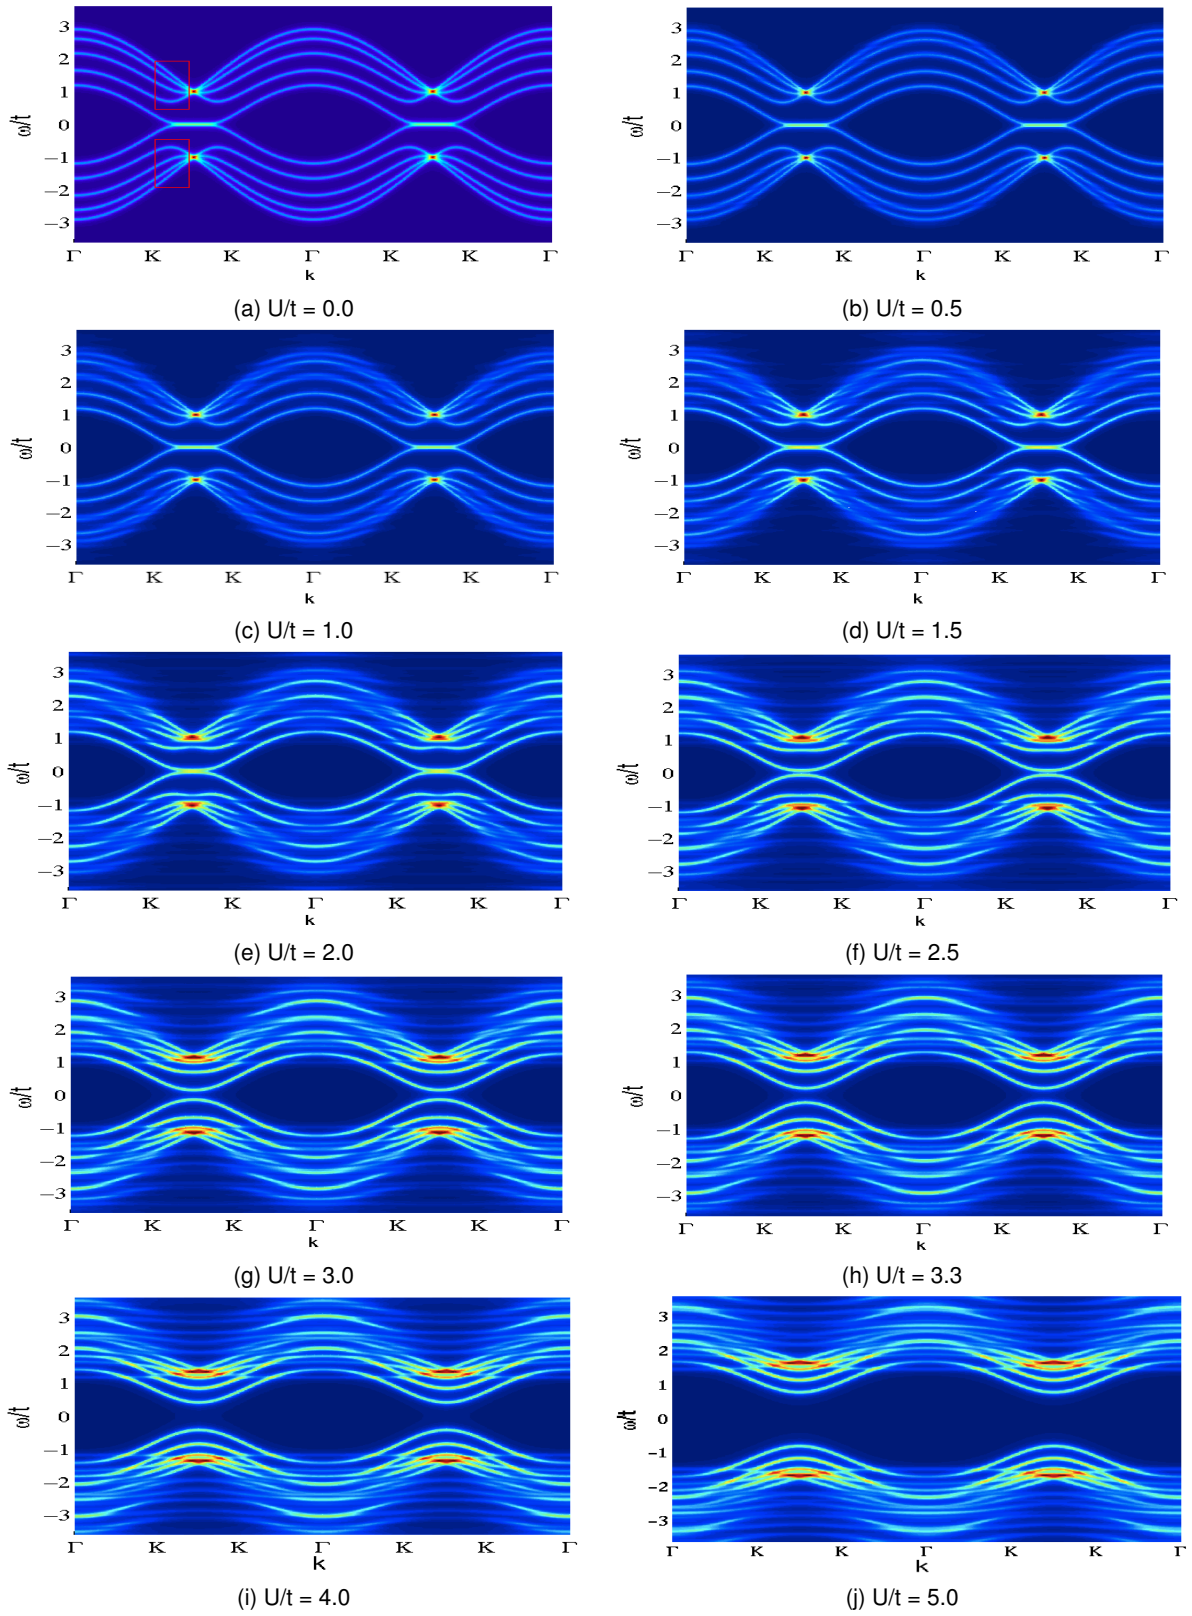 3
2
1
0
−1
−2
−3
ω/t
Γ K K Γ K K Γ
k
(a) U/t = 0.0
3
2
1
0
−1
−2
−3
ω/t
Γ K K Γ K K Γ
k
(b) U/t = 0.5
3
2
1
0
−1
−2
−3
ω/t
Γ K K Γ K K Γ
k
(c) U/t = 1.0
3
2
1
0
−1
−2
−3
ω/t
Γ K K Γ K K Γ
k
(d) U/t = 1.5
3
2
1
0
−1
−2
−3
ω/t
Γ K K Γ K K Γ
k
(e) U/t = 2.0
3
2
1
0
−1
−2
−3
ω/t
Γ K K Γ K K Γ
k
(f) U/t = 2.5
3
2
1
0
−1
−2
−3
ω/t
Γ K K Γ K K Γ
k
(g) U/t = 3.0
3
2
1
0
−1
−2
−3
ω/t
Γ K K Γ K K Γ
k
(h) U/t = 3.3
3
2
1
0
−1
−2
−3
ω/t
Γ K K Γ K K Γ
k
(i) U/t = 4.0
3
2
1
0
-1
-2
-3
ω/t
Γ K K Γ K K Γ
k
(j) U/t = 5.0